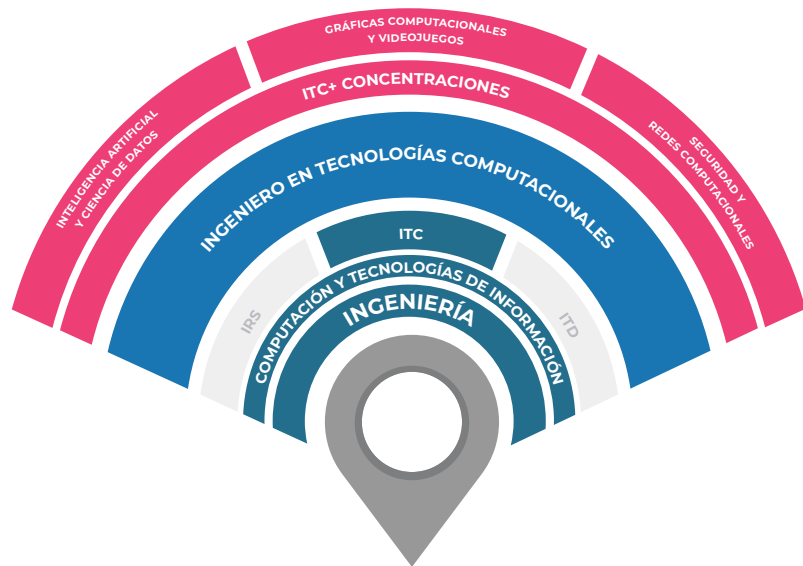 GRÁFICAS COMPUTACIONALES
Y VIDEOJUEGOS
INTELIGENCIA ARTIFICIAL
Y CIENCIA DE DATOS
SEGURIDAD Y
REDES COMPUTACIONALES
ITC+ CONCENTRACIONES
INGENIERO EN TECNOLOGÍAS COMPUTACIONALES
IRS
ITC
ITD
COMPUTACIÓN Y TECNOLOGÍAS DE INFORMACIÓN
INGENIERÍA